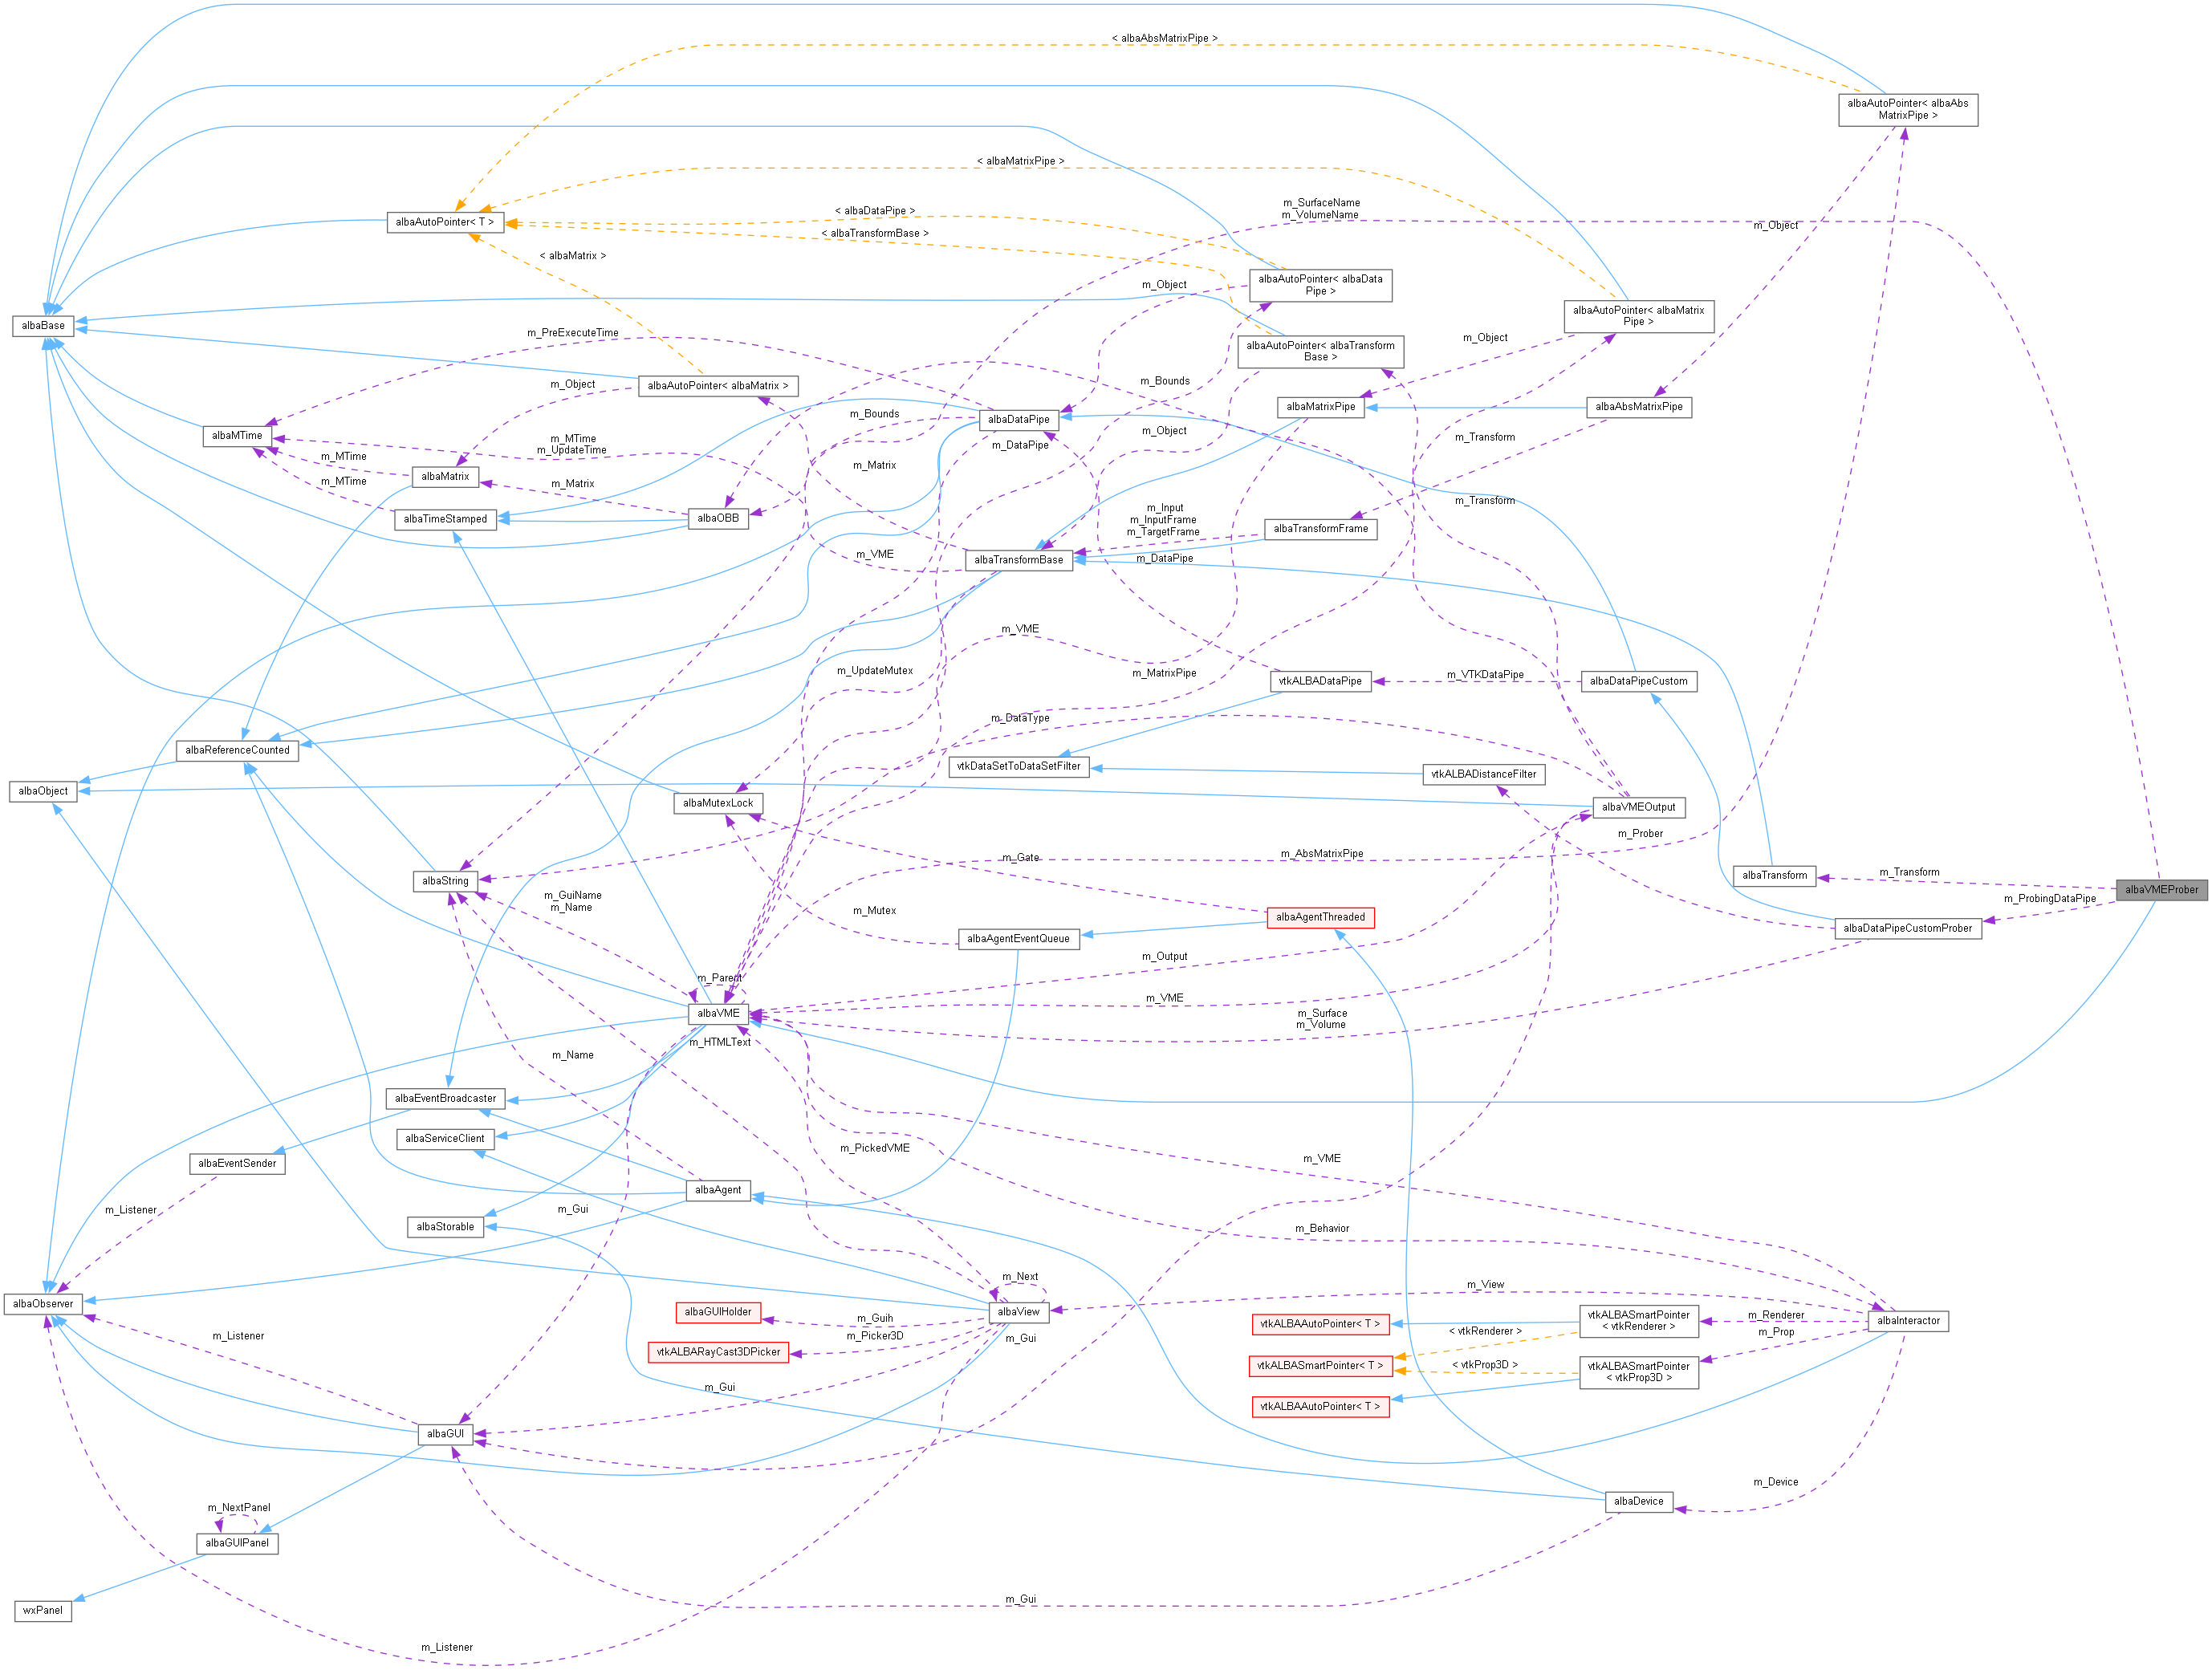 < albaAbsMatrixPipe >
albaAutoPointer< albaAbs
MatrixPipe >
< albaMatrixPipe >
< albaDataPipe >
m_SurfaceName
m_VolumeName
albaAutoPointer< T >
m_Object
< albaTransformBase >
< albaMatrix >
albaAutoPointer< albaData
Pipe >
m_Object
albaAutoPointer< albaMatrix
Pipe >
albaBase
m_PreExecuteTime
m_Object
albaAutoPointer< albaTransform
Base >
m_Object
albaAutoPointer< albaMatrix >
m_Bounds
m_Bounds
albaMatrixPipe
albaAbsMatrixPipe
albaDataPipe
albaMTime
m_MTime
m_UpdateTime
m_DataPipe
m_Object
m_Transform
m_MTime
albaMatrix
m_Matrix
m_MTime
m_Matrix
m_Transform
albaTimeStamped
albaOBB
m_Input
m_InputFrame
m_TargetFrame
albaTransformFrame
m_VME
albaTransformBase
m_DataPipe
m_VME
m_UpdateMutex
m_MatrixPipe
vtkALBADataPipe
m_VTKDataPipe
albaDataPipeCustom
m_DataType
albaReferenceCounted
vtkDataSetToDataSetFilter
vtkALBADistanceFilter
albaObject
albaMutexLock
albaVMEOutput
m_Prober
m_Gate
m_AbsMatrixPipe
albaString
albaTransform
m_Transform
albaVMEProber
m_GuiName
m_Name
m_Mutex
albaAgentThreaded
m_ProbingDataPipe
albaAgentEventQueue
albaDataPipeCustomProber
m_Output
m_Parent
m_VME
albaVME
m_Surface
m_Volume
m_Name
m_HTMLText
albaEventBroadcaster
albaServiceClient
m_PickedVME
m_VME
albaEventSender
albaAgent
m_Listener
m_Gui
albaStorable
m_Behavior
m_Next
m_View
albaObserver
albaGUIHolder
m_Guih
albaView
vtkALBAAutoPointer< T >
vtkALBASmartPointer
< vtkRenderer >
m_Renderer
albaInteractor
m_Listener
m_Picker3D
m_Gui
< vtkRenderer >
m_Prop
vtkALBARayCast3DPicker
vtkALBASmartPointer< T >
< vtkProp3D >
vtkALBASmartPointer
< vtkProp3D >
m_Gui
vtkALBAAutoPointer< T >
albaGUI
m_Device
m_NextPanel
albaDevice
albaGUIPanel
wxPanel
m_Gui
m_Listener